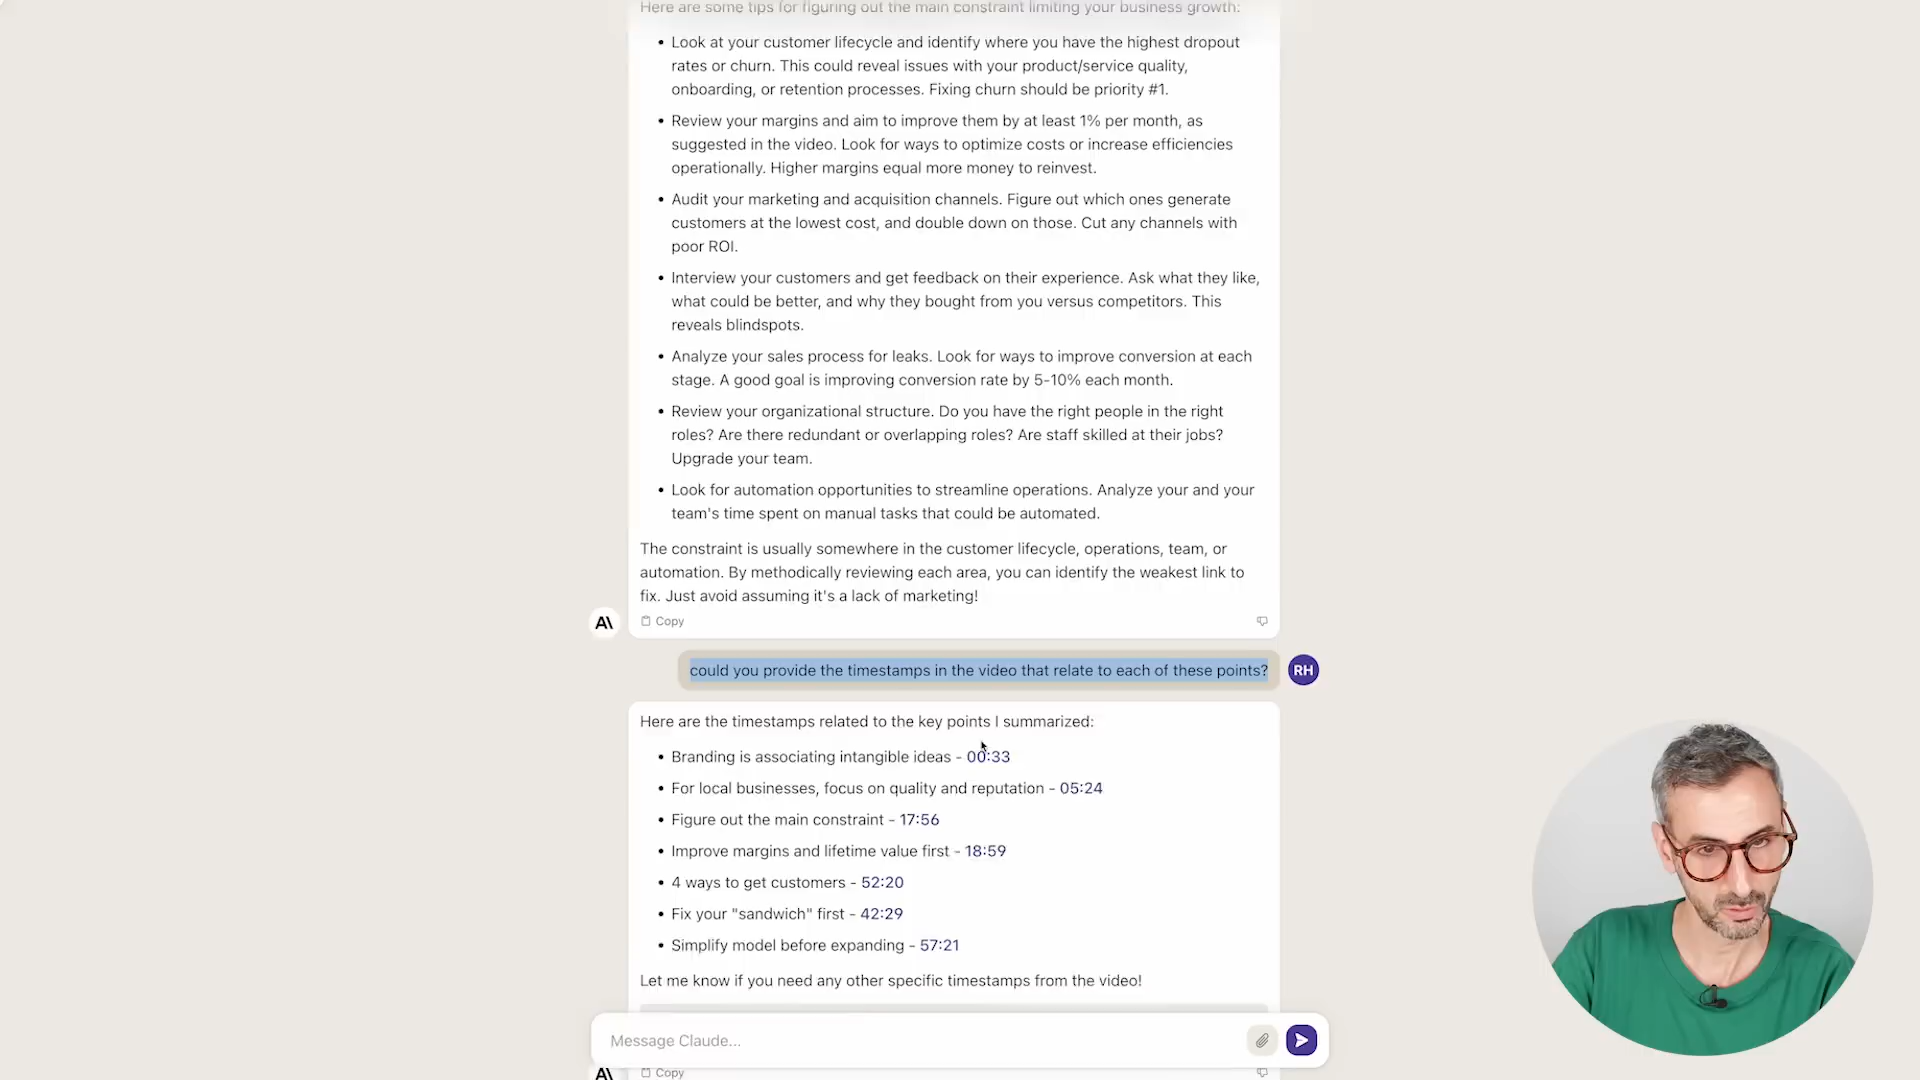 Here are some tips for figuring out the main constraint limiting your business growth:
• Look at your customer lifecycle and identify where you have the highest dropout
rates or churn. This could reveal issues with your product/service quality,
onboarding, or retention processes. Fixing churn should be priority #1.
• Review your margins and aim to improve them by at least 1% per month, as
suggested in the video. Look for ways to optimize costs or increase efficiencies
operationally. Higher margins equal more money to reinvest.
• Audit your marketing and acquisition channels. Figure out which ones generate
customers at the lowest cost, and double down on those. Cut any channels with
poor ROI.
• Interview your customers and get feedback on their experience. Ask what they like,
what could be better, and why they bought from you versus competitors. This
reveals blindspots.
• Analyze your sales process for leaks. Look for ways to improve conversion at each
stage. A good goal is improving conversion rate by 5-10% each month.
• Review your organizational structure. Do you have the right people in the right
roles? Are there redundant or overlapping roles? Are staff skilled at their jobs?
Upgrade your team.
• Look for automation opportunities to streamline operations. Analyze your and your
team's time spent on manual tasks that could be automated.
The constraint is usually somewhere in the customer lifecycle, operations, team, or
automation. By methodically reviewing each area, you can identify the weakest link to
fix. Just avoid assuming it's a lack of marketing!
A\ Copy
could you provide the timestamps in the video that relate to each of these points? RH
Here are the timestamps related to the key points I summarized:
• Branding is associating intangible ideas - 00:33
• For local businesses, focus on quality and reputation - 05:24
• Figure out the main constraint - 17:56
• Improve margins and lifetime value first - 18:59
• 4 ways to get customers - 52:20
• Fix your "sandwich" first - 42:29
• Simplify model before expanding - 57:21
Let me know if you need any other specific timestamps from the video!
Message Claude...
A\ Copy